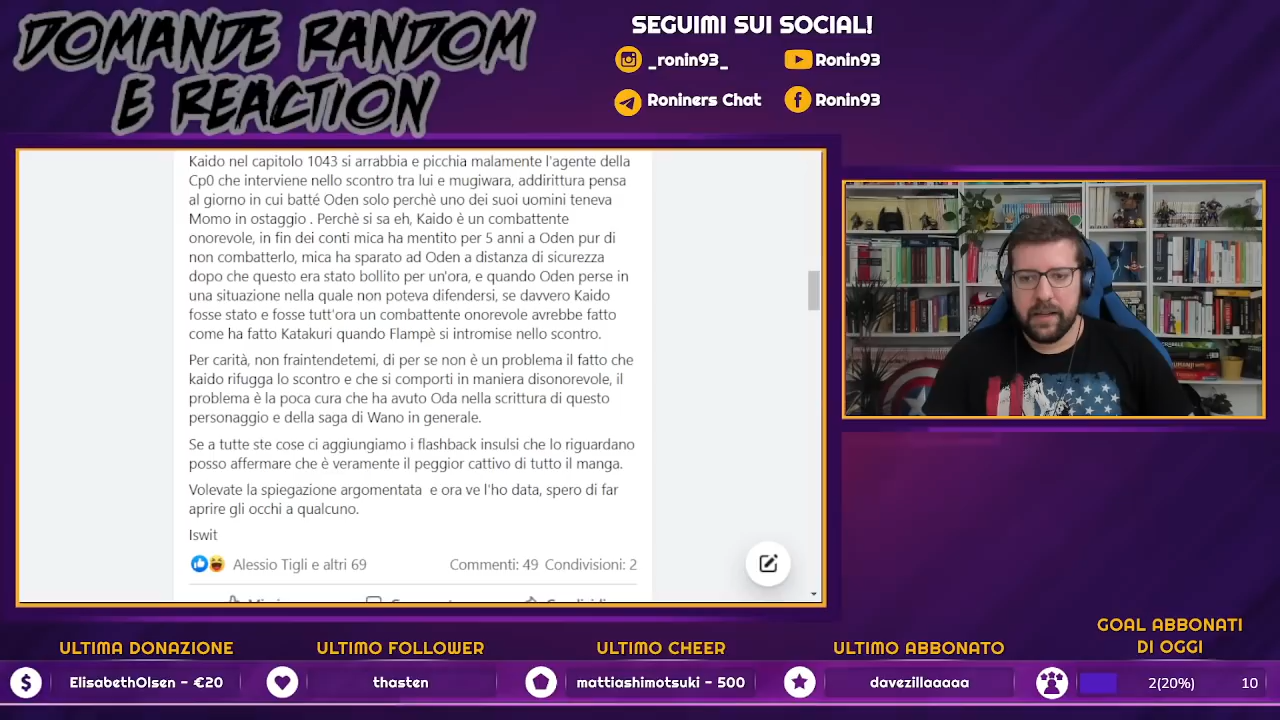 DOMANDE RANDOM
E REACTION
SEGUIMI SUI SOCIAL!
_ronin93_
Ronin93
Roniners Chat
Ronin93
Kaido nel capitolo 1043 si arrabbia e picchia malamente l'agente della
Cp0 che interviene nello scontro tra lui e mugiwara, addirittura pensa
al giorno in cui batté Oden solo perchè uno dei suoi uomini teneva
Momo in ostaggio . Perchè si sa eh, Kaido è un combattente
onorevole, in fin dei conti mica ha mentito per 5 anni a Oden pur di
non combatterlo, mica ha sparato ad Oden a distanza di sicurezza
dopo che questo era stato bollito per un'ora, e quando Oden perse in
una situazione nella quale non poteva difendersi, se davvero Kaido
fosse stato e fosse tutt'ora un combattente onorevole avrebbe fatto
come ha fatto Katakuri quando Flampè si intromise nello scontro.
Per carità, non fraintendetemi, di per se non è un problema il fatto che
kaido rifugga lo scontro e che si comporti in maniera disonorevole, il
problema è la poca cura che ha avuto Oda nella scrittura di questo
personaggio e della saga di Wano in generale.
Se a tutte ste cose ci aggiungiamo i flashback insulsi che lo riguardano
posso affermare che è veramente il peggior cattivo di tutto il manga.
Volevate la spiegazione argomentata e ora ve l'ho data, spero di far
aprire gli occhi a qualcuno.
Iswit
Alessio Tigli e altri 69
Commenti: 49 Condivisioni: 2
GOAL ABBONATI
DI OGGI
ULTIMA DONAZIONE
ULTIMO FOLLOWER
ULTIMO CHEER
ULTIMO ABBONATO
ElisabethOlsen - €20
thasten
mattiashimotsuki - 500
davezillaaaaa
2(20%)
10